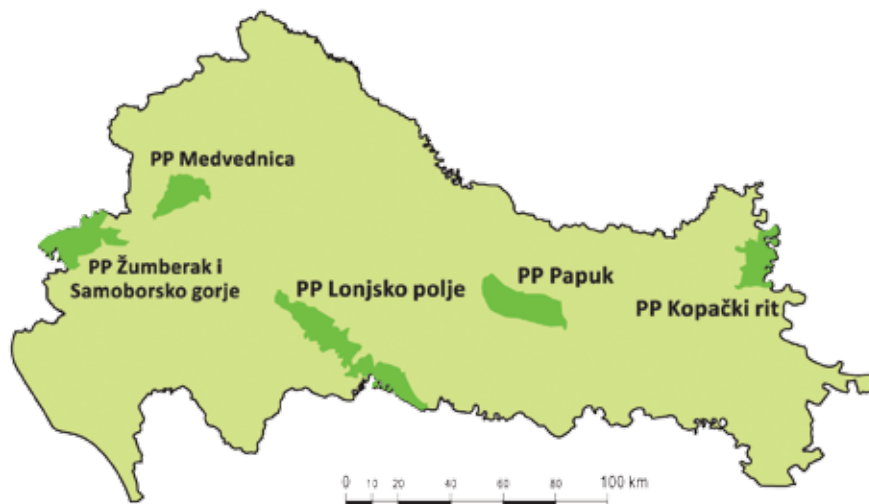 PP Medvednica
PP Žumberak i
Samoborsko gorje
PP Lonjsko polje
PP Papuk
PP Kopački rit
0 10 20 40 60 80 100 km